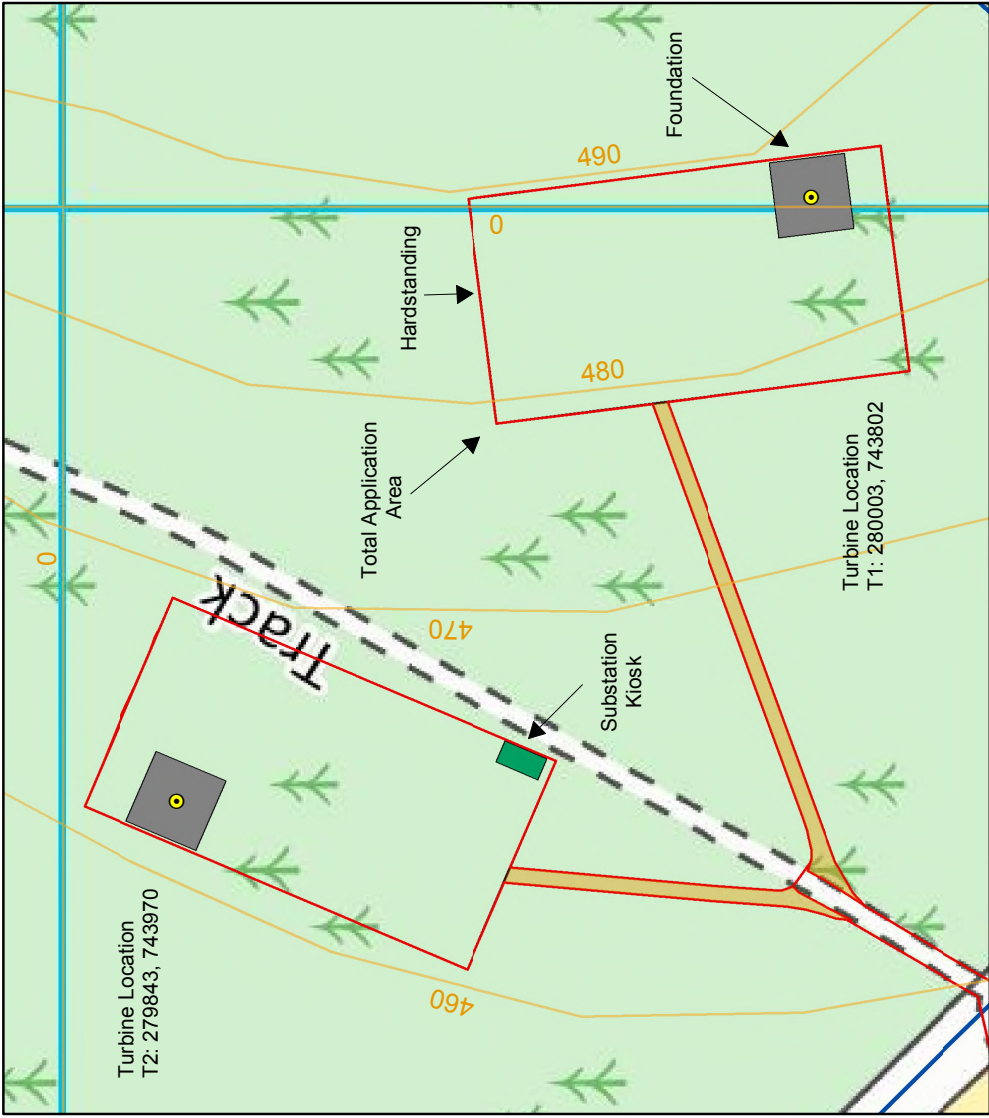 Foundation
490
0
Hardstanding
480
Total Application
Area
Turbine Location
T1: 280003, 743802
0
Track
470
Substation
Kiosk
Turbine Location
T2: 279843, 743970
460